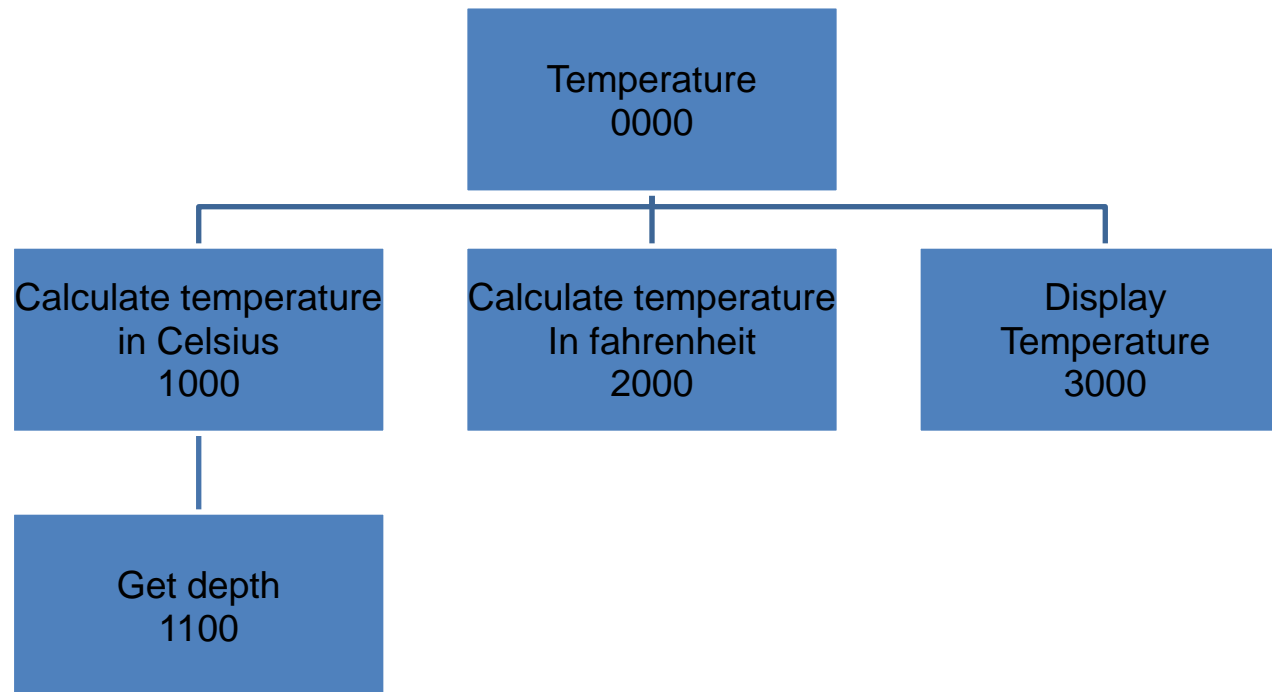 Temperature
0000
Calculate temperature
in Celsius
1000
Calculate temperature
In fahrenheit
2000
Display
Temperature
3000
Get depth
1100